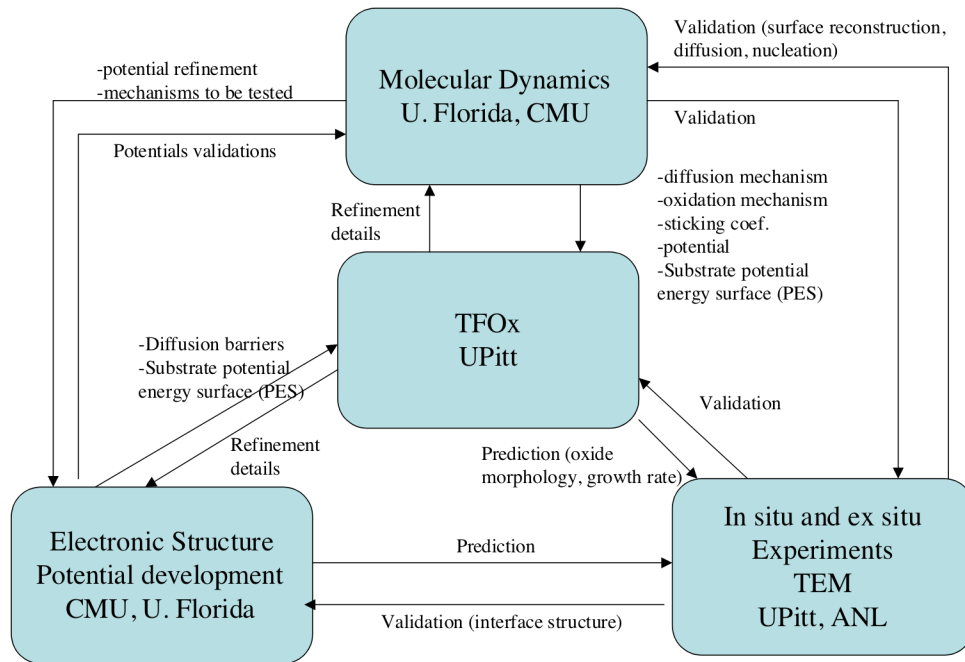 Validation (surface reconstruction,
diffusion, nucleation)
-potential refinement
-mechanisms to be tested
Molecular Dynamics
U. Florida, CMU
Validation
Potentials validations
-diffusion mechanism
-oxidation mechanism
-sticking coef.
-potential
-Substrate potential
energy surface (PES)
Refinement
details
TFOx
UPitt
-Diffusion barriers
-Substrate potential
energy surface (PES)
Validation
Refinement
details
Prediction (oxide
morphology, growth rate)
Electronic Structure
Potential development
CMU, U. Florida
Prediction
Validation (interface structure)
In situ and ex situ
Experiments
TEM
UPitt, ANL